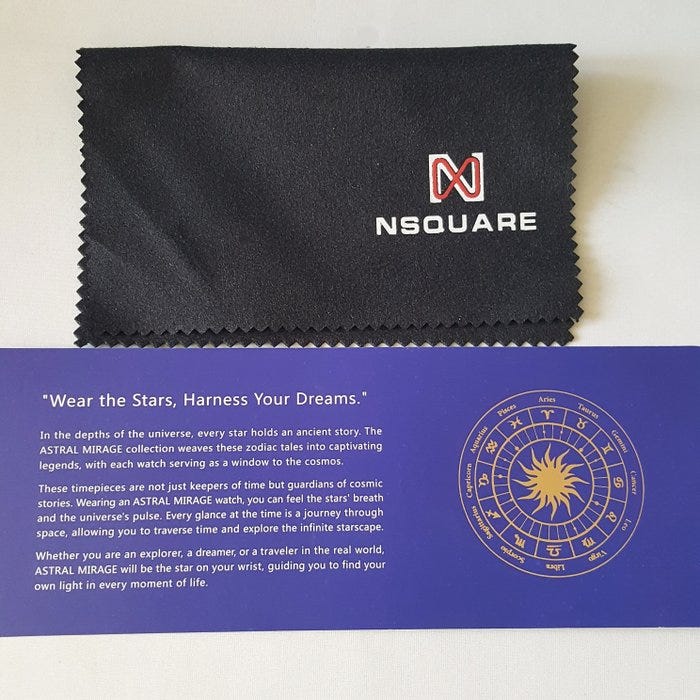 NSQUARE
"Wear the Stars, Harness Your Dreams."
In the depths of the universe, every star holds an ancient story. The
ASTRAL MIRAGE collection weaves these zodiac tales into captivating
legends, with each watch serving as a window to the cosmos.
These timepieces are not just keepers of time but guardians of cosmic
stories. Wearing an ASTRAL MIRAGE watch, you can feel the stars' breath
and the universe's pulse. Every glance at the time is a journey through
space, allowing you to traverse time and explore the infinite starscape.
Whether you are an explorer, a dreamer, or a traveler in the real world,
ASTRAL MIRAGE will be the star on your wrist, guiding you to find your
own light in every moment of life.
Aries
Taurus
Gemini
Cancer
Leo
Virgo
Libra
Scorpio
Sagittarius
Capricorn
Aquarius
Pisces